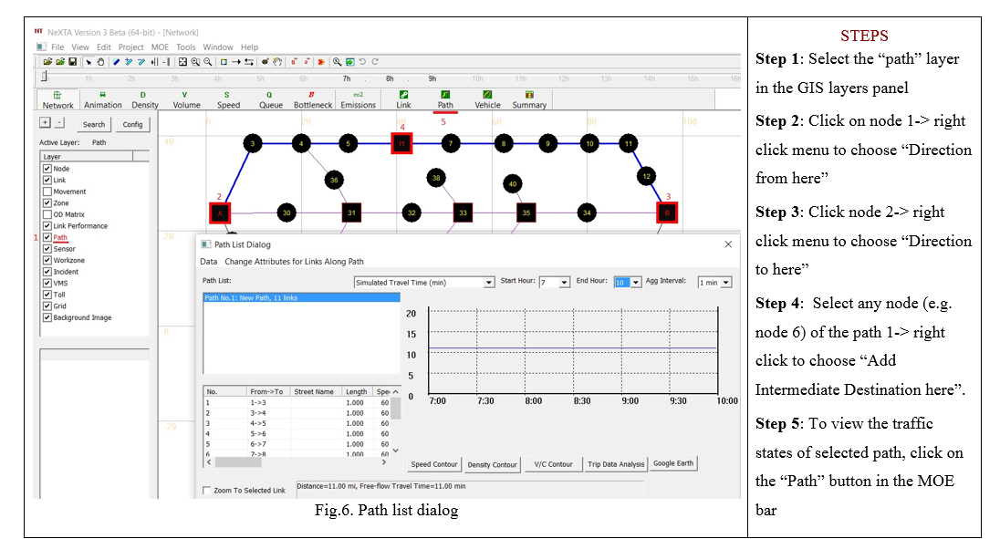 NeXTA Version 3 Beta (64-bit) - [Network]
File View Edit Project MOE Tools Window Help
1h 2h 3h 4h 5h 6h 7h 8h 9h 10h 11h 12h 13h 14h 15h 16h
D V S Q B co2
Network Animation Density Volume Speed Queue Bottleneck Emissions Link Path Vehicle Summary
+ - Search Config
Active Layer: Path
Layer
Node
Link
Movement
Zone
OD Matrix
Link Performance
1 Path
Sensor
Workzone
Incident
VMS
Toll
Grid
Background Image
0 20 4 5 60 80 100
40 3 4 5 I1 7 8 9 10 11
36 38 40 12
2 3
A 30 31 32 33 35 34 B
20
0
-20
Path List Dialog
Data Change Attributes for Links Along Path
Path List: Simulated Travel Time (min) Start Hour: 7 End Hour: 10 Agg Interval: 1 min
Path No.1: New Path, 11 links
20
15
10
5
0
7:00 7:30 8:00 8:30 9:00 9:30 10:00
No. From->To Street Name Length Spe
1 1->3 1.000 60
2 3->4 1.000 60
3 4->5 1.000 60
4 5->6 1.000 60
5 6->7 1.000 60
6 7->8 1.000 60
Speed Contour Density Contour V/C Contour Trip Data Analysis Google Earth
Zoom To Selected Link Distance=11.00 mi, Free-flow Travel Time=11.00 min
Fig.6. Path list dialog
STEPS
Step 1: Select the “path” layer
in the GIS layers panel
Step 2: Click on node 1-> right
click menu to choose “Direction
from here”
Step 3: Click node 2-> right
click menu to choose “Direction
to here”
Step 4: Select any node (e.g.
node 6) of the path 1-> right
click to choose “Add
Intermediate Destination here”.
Step 5: To view the traffic
states of selected path, click on
the “Path” button in the MOE
bar